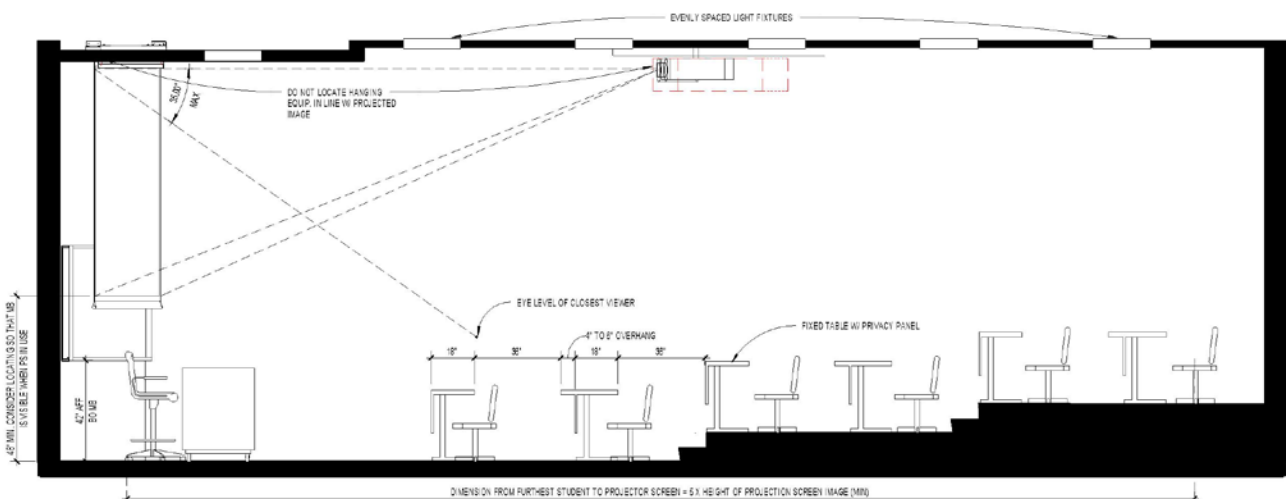 EVENLY SPACED LIGHT FIXTURES
35.00°
MAX
DO NOT LOCATE HANGING
EQUIP. IN LINE W/ PROJECTED
IMAGE
EYE LEVEL OF CLOSEST VIEWER
4" TO 6" OVERHANG
FIXED TABLE W/ PRIVACY PANEL
18"
36"
18"
36"
48" MIN. CONSIDER LOCATING SO THAT MB
IS VISIBLE WHEN PS IN USE
42" AFF
BO MB
DIMENSION FROM FURTHEST STUDENT TO PROJECTOR SCREEN = 5 X HEIGHT OF PROJECTION SCREEN IMAGE (MIN)